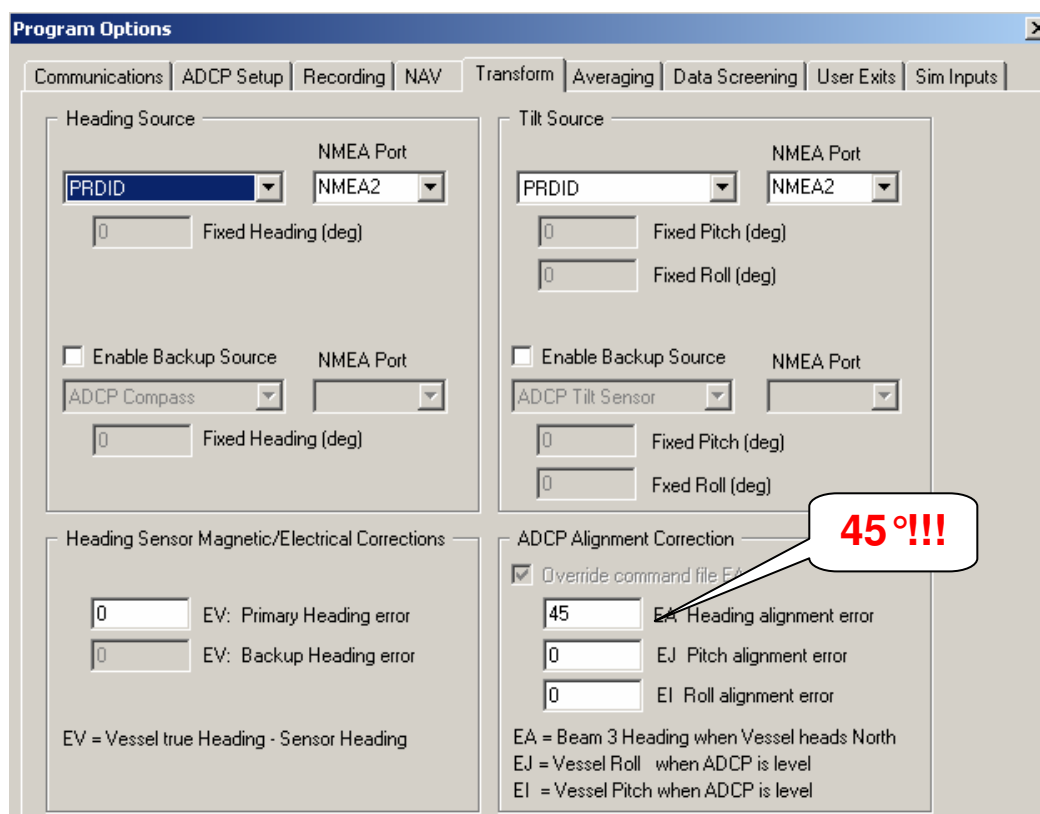 Program Options
Communications ADCP Setup Recording NAV Transform Averaging Data Screening User Exits Sim Inputs
Heading Source
NMEA Port
PRDID NMEA2
0 Fixed Heading (deg)
Enable Backup Source NMEA Port
ADCP Compass
0 Fixed Heading (deg)
Tilt Source
NMEA Port
PRDID NMEA2
0 Fixed Pitch (deg)
0 Fixed Roll (deg)
Enable Backup Source NMEA Port
ADCP Tilt Sensor
0 Fixed Pitch (deg)
0 Fxed Roll (deg)
Heading Sensor Magnetic/Electrical Corrections
0 EV: Primary Heading error
0 EV: Backup Heading error
EV = Vessel true Heading - Sensor Heading
ADCP Alignment Correction
45°!!!
Override command file EA
45 EA Heading alignment error
0 EJ Pitch alignment error
0 EI Roll alignment error
EA = Beam 3 Heading when Vessel heads North
EJ = Vessel Roll when ADCP is level
EI = Vessel Pitch when ADCP is level